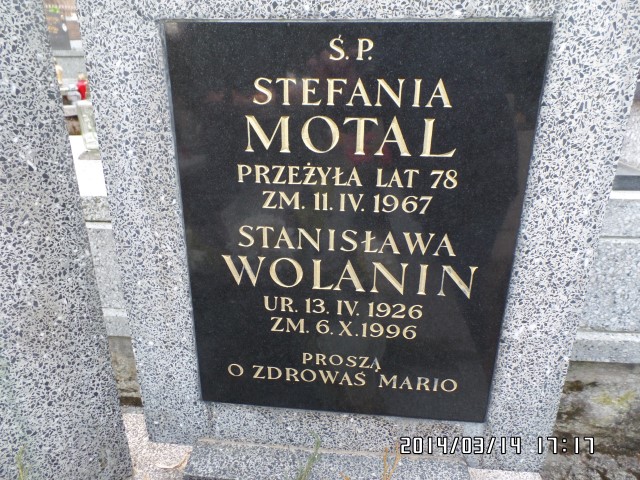 Ś.P.
STEFANIA
MOTAL
PRZEŻYŁA LAT 78
ZM. 11. IV. 1967
STANISŁAWA
WOLANIN
UR. 13. IV. 1926
ZM. 6. X. 1996
PROSZĄ
O ZDROWAŚ MARIO
2014/03/14 17:17